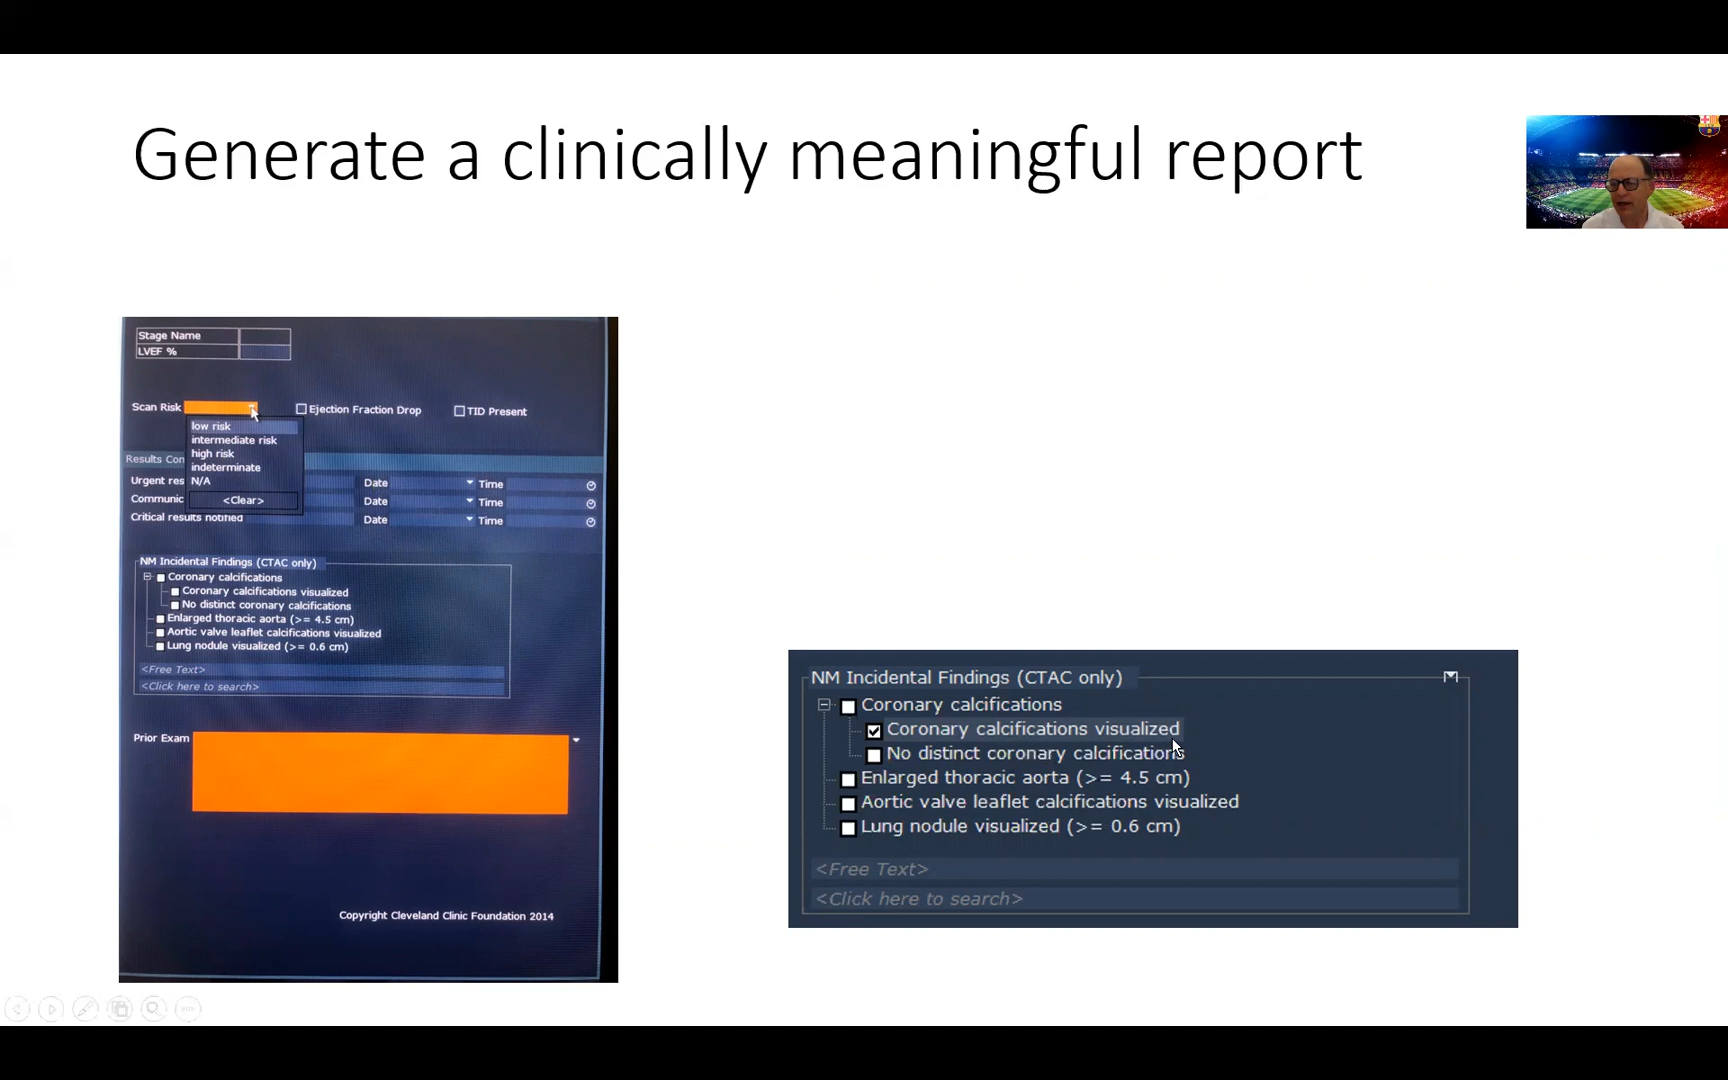 Generate a clinically meaningful report
Stage Name
LVEF %
Scan Risk
Ejection Fraction Drop
TID Present
low risk
intermediate risk
high risk
indeterminate
N/A
<Clear>
Results Con
Urgent res
Date
Time
Communic
Date
Time
Critical results notified
Date
Time
NM Incidental Findings (CTAC only)
Coronary calcifications
Coronary calcifications visualized
No distinct coronary calcifications
Enlarged thoracic aorta (>= 4.5 cm)
Aortic valve leaflet calcifications visualized
Lung nodule visualized (>= 0.6 cm)
<Free Text>
<Click here to search>
Prior Exam
Copyright Cleveland Clinic Foundation 2014
NM Incidental Findings (CTAC only)
Coronary calcifications
Coronary calcifications visualized
No distinct coronary calcifications
Enlarged thoracic aorta (>= 4.5 cm)
Aortic valve leaflet calcifications visualized
Lung nodule visualized (>= 0.6 cm)
<Free Text>
<Click here to search>